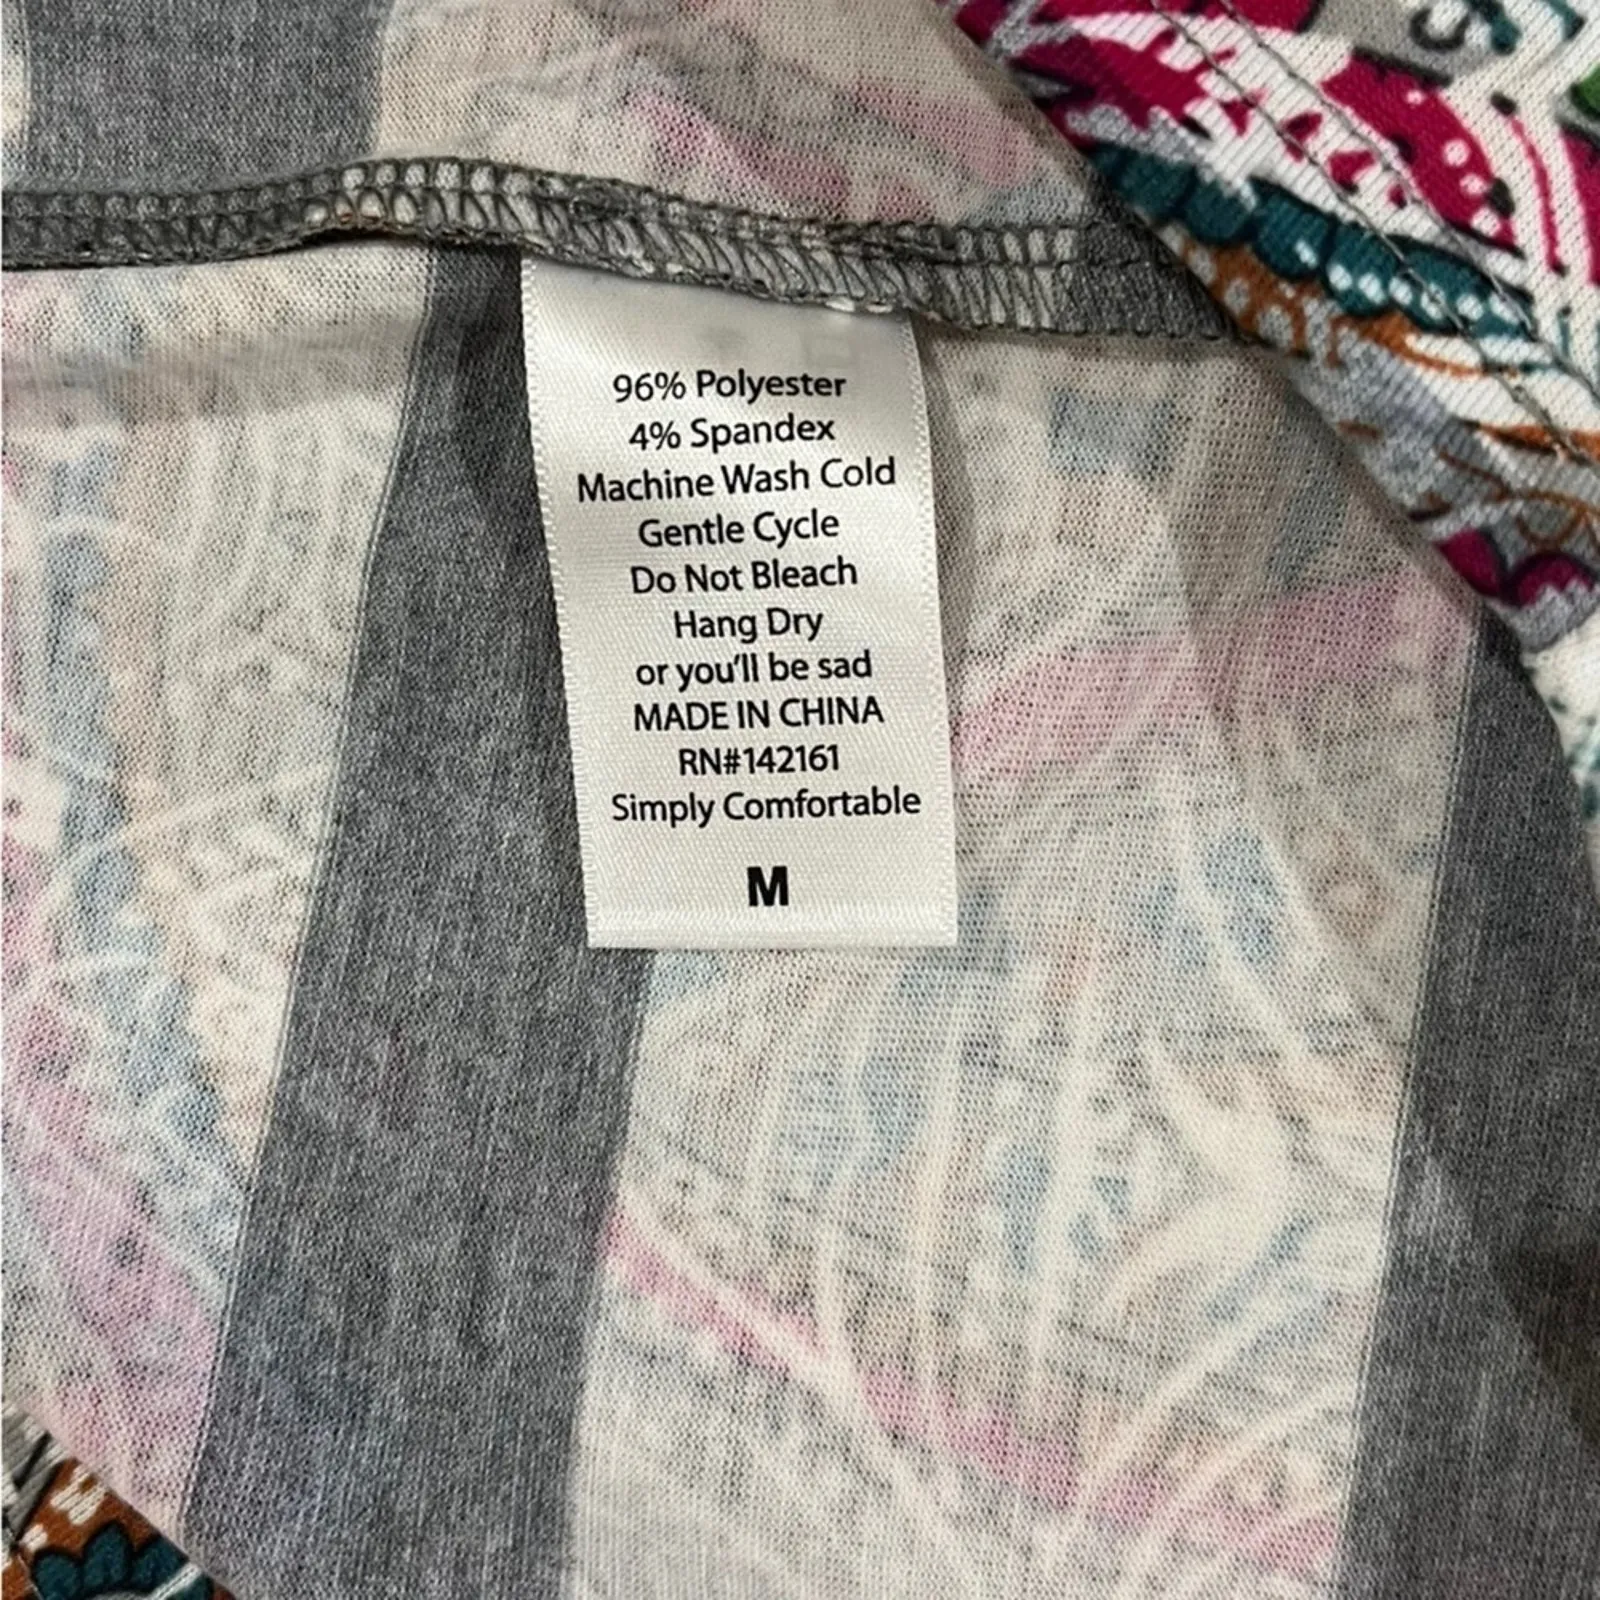 96% Polyester
4% Spandex
Machine Wash Cold
Gentle Cycle
Do Not Bleach
Hang Dry
or you'll be sad
MADE IN CHINA
RN#142161
Simply Comfortable
M